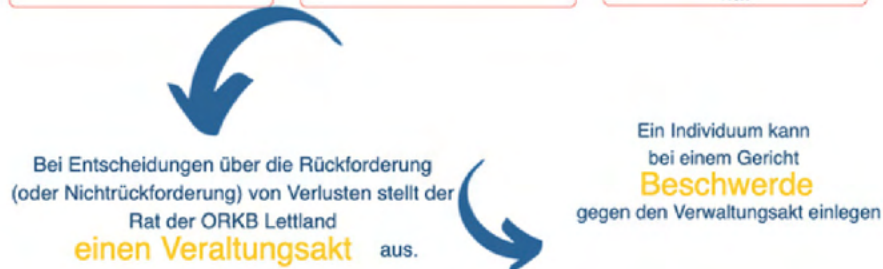 Bei Entscheidungen über die Rückforderung
(oder Nichtrückforderung) von Verlusten stellt der
Rat der ORKB Lettland
einen Veraltungsakt aus.
Ein Individuum kann
bei einem Gericht
Beschwerde
gegen den Verwaltungsakt einlegen